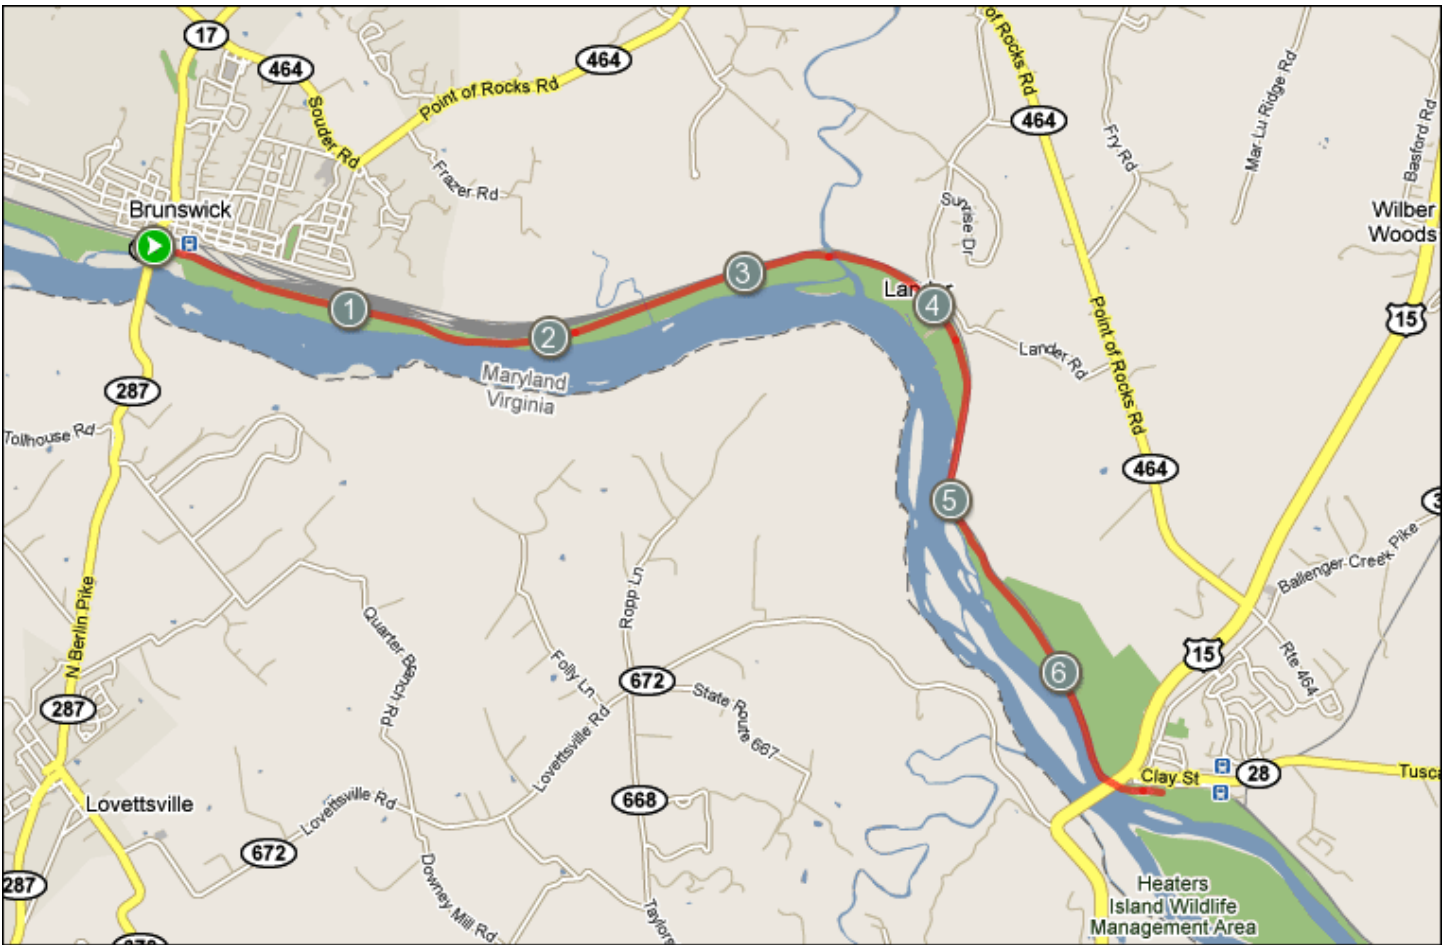 17
464
464
of Rocks Rd
Souder Rd
Point of Rocks Rd
464
Fry Rd
Mar Lu Ridge Rd
Basford Rd
Frazer Rd
Brunswick
Sunrise Dr
Wilber
Woods
3
1
2
4
15
Lander Rd
Point of Rocks Rd
Maryland
Virginia
287
Tollhouse Rd
464
5
Ballenger Creek Pike
N Berlin Pike
Ropp Ln
Quarter Branch Rd
Folly Ln
15
Rte 464
6
672
State Route 667
287
Lovettsville Rd
Clay St
28
Lovettsville
Lovettsville Rd
668
672
Downey Mill Rd
287
Heaters
Island Wildlife
Management Area